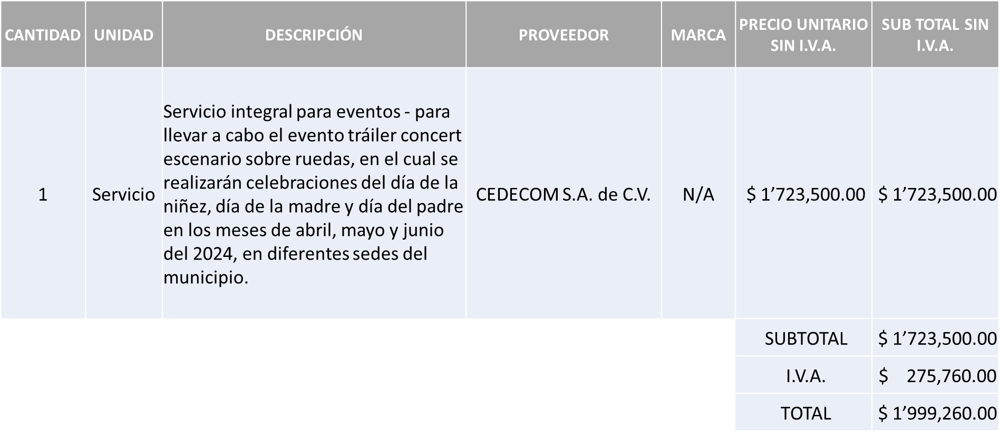 CANTIDAD UNIDAD DESCRIPCIÓN PROVEEDOR MARCA PRECIO UNITARIO SIN I.V.A. SUB TOTAL SIN I.V.A.
1 Servicio
Servicio integral para eventos - para
llevar a cabo el evento tráiler concert
escenario sobre ruedas, en el cual se
realizarán celebraciones del día de la
niñez, día de la madre y día del padre
en los meses de abril, mayo y junio
del 2024, en diferentes sedes del
municipio.
CEDECOM S.A. de C.V. N/A $ 1’723,500.00 $ 1’723,500.00
SUBTOTAL $ 1’723,500.00
I.V.A. $ 275,760.00
TOTAL $ 1’999,260.00